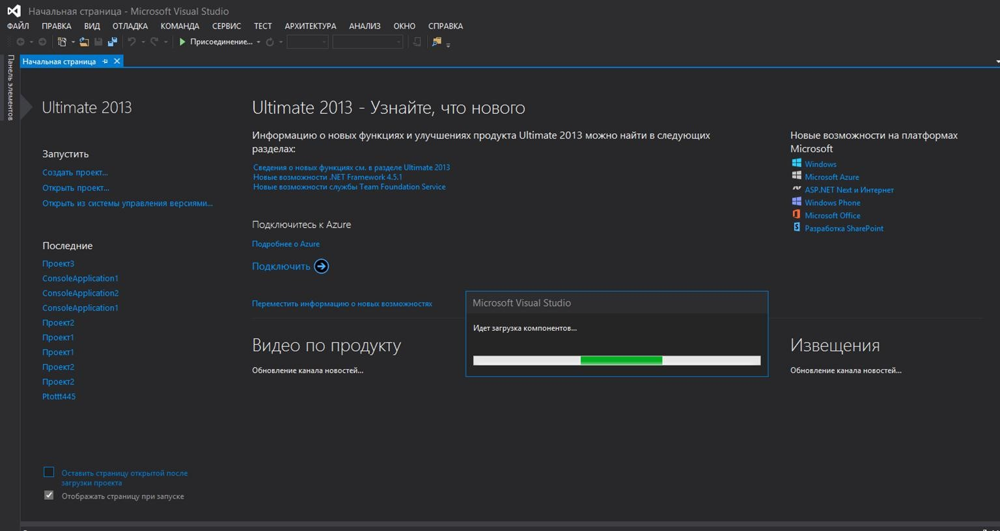 Начальная страница - Microsoft Visual Studio
ФАЙЛ ПРАВКА ВИД ОТЛАДКА КОМАНДА СЕРВИС ТЕСТ АРХИТЕКТУРА АНАЛИЗ ОКНО СПРАВКА
Присоединение...
Панель элементов
Начальная страница
Ultimate 2013
Запустить
Создать проект...
Открыть проект...
Открыть из системы управления версиями...
Последние
Проект3
ConsoleApplication1
ConsoleApplication2
ConsoleApplication1
Проект2
Проект1
Проект1
Проект2
Проект2
Ptottt445
Оставить страницу открытой после
загрузки проекта
Отображать страницу при запуске
Ultimate 2013 - Узнайте, что нового
Информацию о новых функциях и улучшениях продукта Ultimate 2013 можно найти в следующих
разделах:
Сведения о новых функциях см. в разделе Ultimate 2013
Новые возможности .NET Framework 4.5.1
Новые возможности службы Team Foundation Service
Подключитесь к Azure
Подробнее о Azure
Подключить
Переместить информацию о новых возможностях
Видео по продукту
Обновление канала новостей...
Microsoft Visual Studio
Идет загрузка компонентов...
Новые возможности на платформах
Microsoft
Windows
Microsoft Azure
ASP.NET Next и Интернет
Windows Phone
Microsoft Office
Разработка SharePoint
Извещения
Обновление канала новостей...